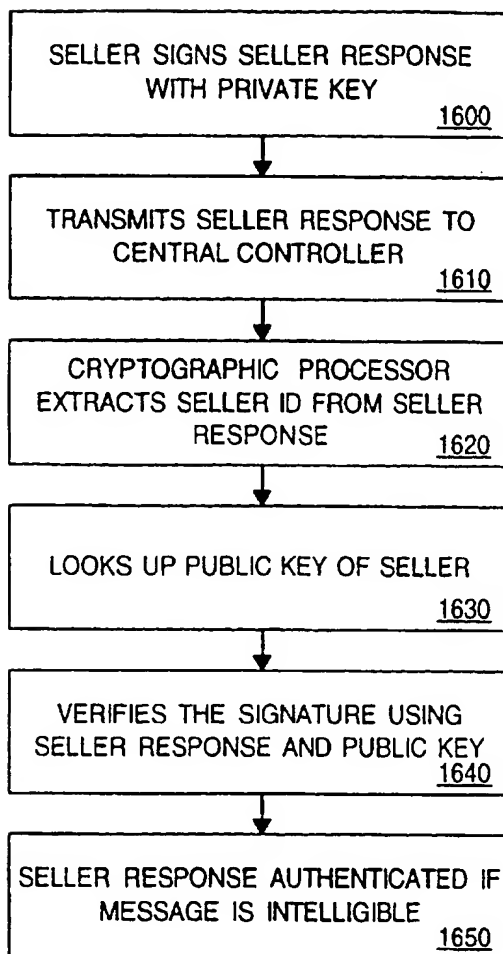 SELLER SIGNS SELLER RESPONSE
WITH PRIVATE KEY
1600
TRANSMITS SELLER RESPONSE TO
CENTRAL CONTROLLER
1610
CRYPTOGRAPHIC PROCESSOR
EXTRACTS SELLER ID FROM SELLER
RESPONSE
1620
LOOKS UP PUBLIC KEY OF SELLER
1630
VERIFIES THE SIGNATURE USING
SELLER RESPONSE AND PUBLIC KEY
1640
SELLER RESPONSE AUTHENTICATED IF
MESSAGE IS INTELLIGIBLE
1650